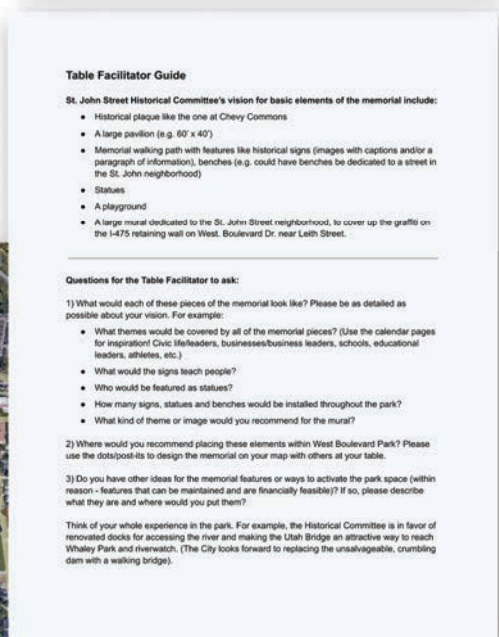 Table Facilitator Guide
St. John Street Historical Committee's vision for basic elements of the memorial include:
• Historical plaque like the one at Chevy Commons
• A large pavilion (e.g. 60' x 40')
• Memorial walking path with features like historical signs (images with captions and/or a
paragraph of information), benches (e.g. could have benches be dedicated to a street in
the St. John neighborhood)
• Statues
• A playground
• A large mural dedicated to the St. John Street neighborhood, to cover up the graffiti on
the I-475 retaining wall on West. Boulevard Dr. near Leith Street.
Questions for the Table Facilitator to ask:
1) What would each of these pieces of the memorial look like? Please be as detailed as
possible about your vision. For example:
• What themes would be covered by all of the memorial pieces? (Use the calendar pages
for inspiration! Civic life/leaders, businesses/business leaders, schools, educational
leaders, athletes, etc.)
• What would the signs teach people?
• Who would be featured as statues?
• How many signs, statues and benches would be installed throughout the park?
• What kind of theme or image would you recommend for the mural?
2) Where would you recommend placing these elements within West Boulevard Park? Please
use the dots/post-its to design the memorial on your map with others at your table.
3) Do you have other ideas for the memorial features or ways to activate the park space (within
reason - features that can be maintained and are financially feasible)? If so, please describe
what they are and where would you put them?
Think of your whole experience in the park. For example, the Historical Committee is in favor of
renovated docks for accessing the river and making the Utah Bridge an attractive way to reach
Whaley Park and riverwatch. (The City looks forward to replacing the unsalvageable, crumbling
dam with a walking bridge).